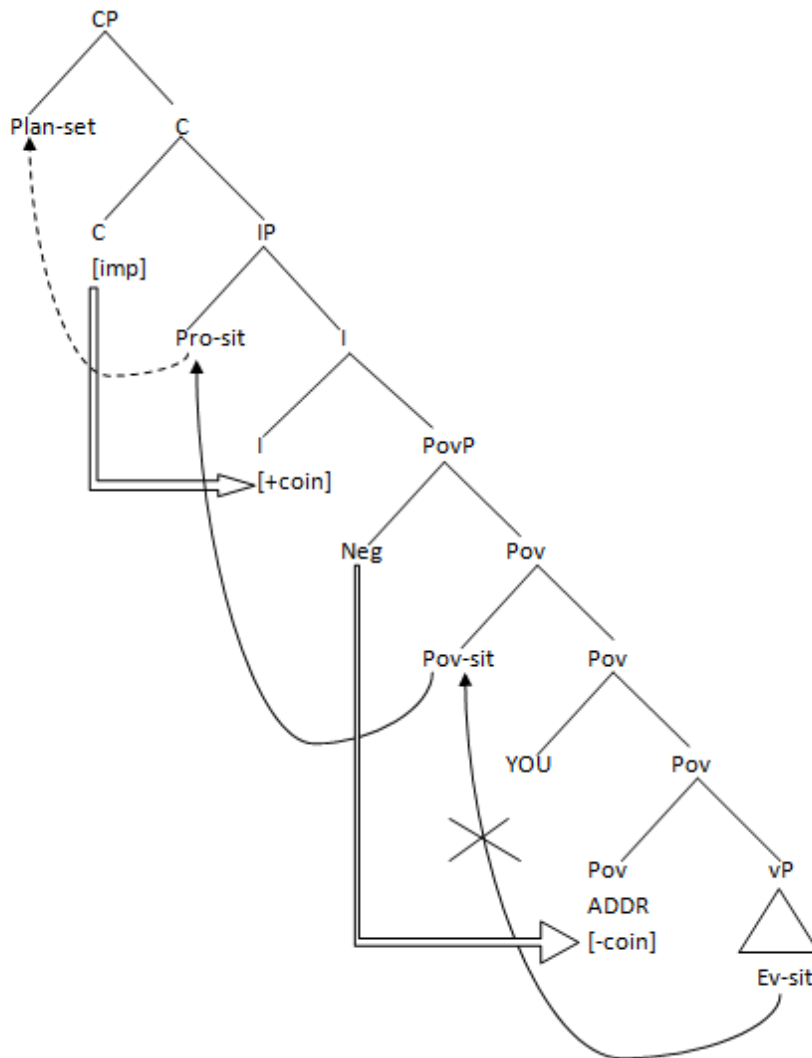 CP
Plan-set C
C IP
[imp]
Pro-sit I
I PovP
[+coin]
Neg Pov
Pov-sit Pov
YOU Pov
Pov vP
ADDR
[-coin]
Ev-sit